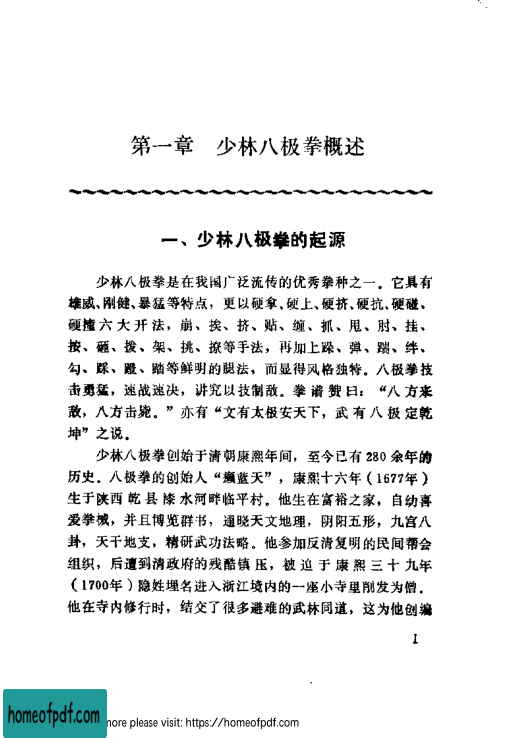 第一章 少林八极拳概述
一、少林八极拳的起源
少林八极拳是在我国广泛流传的优秀拳种之一。它具有
雄威、刚健、暴猛等特点，更以硬拿、硬上、硬挤、硬抗、硬碰、
硬撞六大开法，崩、挨、挤、贴、缠、抓、甩、肘、挂、
按、砸、拨、架、挑、撩等手法，再加上跺、弹、踹、绊、
勾、踩、蹬、踏等鲜明的腿法，而显得风格独特。八极拳技
击勇猛，速战速决，讲究以技制敌。拳谱赞曰：“八方来
敌，八方击毙。”亦有“文有太极安天下，武有八极定乾
坤”之说。
少林八极拳创始于清朝康熙年间，至今已有280余年的
历史。八极拳的创始人“癞蓝天”，康熙十六年（1677年）
生于陕西乾县漆水河畔临平村。他生在富裕之家，自幼喜
爱拳械，并且博览群书，通晓天文地理，阴阳五形，九宫八
卦，天干地支，精研武功法略。他参加反清复明的民间帮会
组织，后遭到清政府的残酷镇压，被迫于康熙三十九年
（1700年）隐姓埋名进入浙江境内的一座小寺里削发为僧。
他在寺内修行时，结交了很多避难的武林同道，这为他创编
1
homeofpdf.com
more please visit: https://homeofpdf.com